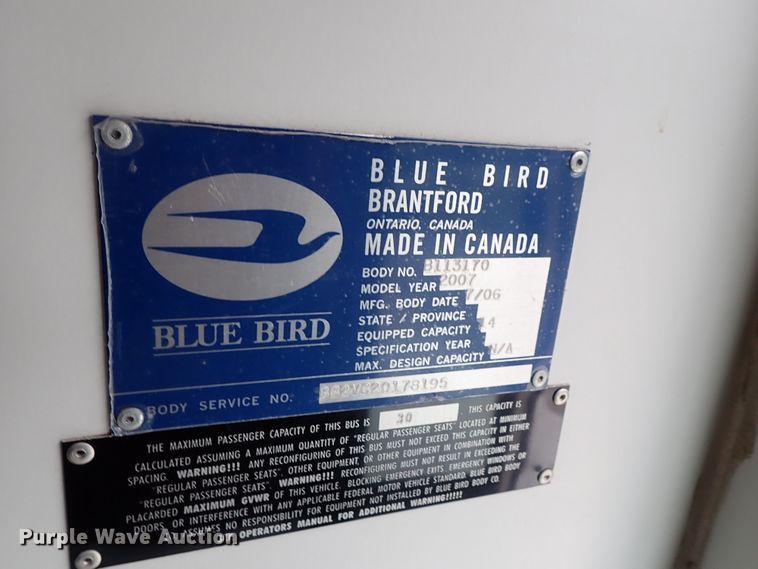 BLUE BIRD
BRANTFORD
ONTARIO, CANADA
MADE IN CANADA
BODY NO. B113170
MODEL YEAR 2007
MFG. BODY DATE 7/06
STATE / PROVINCE
EQUIPPED CAPACITY 14
SPECIFICATION YEAR N/A
MAX. DESIGN CAPACITY
BLUE BIRD
BODY SERVICE NO.
THE MAXIMUM PASSENGER CAPACITY OF THIS BUS IS 30 THIS CAPACITY IS
CALCULATED ASSUMING A MAXIMUM QUANTITY OF "REGULAR PASSENGER SEATS" LOCATED AT MINIMUM
SPACING. WARNING!!! ANY RECONFIGURING OF THIS BUS MUST NOT EXCEED THIS CAPACITY IN EITHER
"REGULAR PASSENGER SEATS", OTHER EQUIPMENT, OR OTHER EQUIPMENT IN COMBINATION WITH
"REGULAR PASSENGER SEATS". WARNING!!! RECONFIGURING MUST NOT RESULT IN EXCEEDING THE
PLACARDED MAXIMUM GVWR OF THIS VEHICLE. BLOCKING EMERGENCY EXITS, EMERGENCY WINDOWS OR
DOORS, OR INTERFERENCE WITH ANY APPLICABLE FEDERAL MOTOR VEHICLE STANDARD. BLUE BIRD BODY
ASSUMES NO RESPONSIBILITY FOR EQUIPMENT NOT INSTALLED BY BLUE BIRD BODY CO.
OPERATORS MANUAL FOR ADDITIONAL WARNING!!!!!
Purple Wave Auction